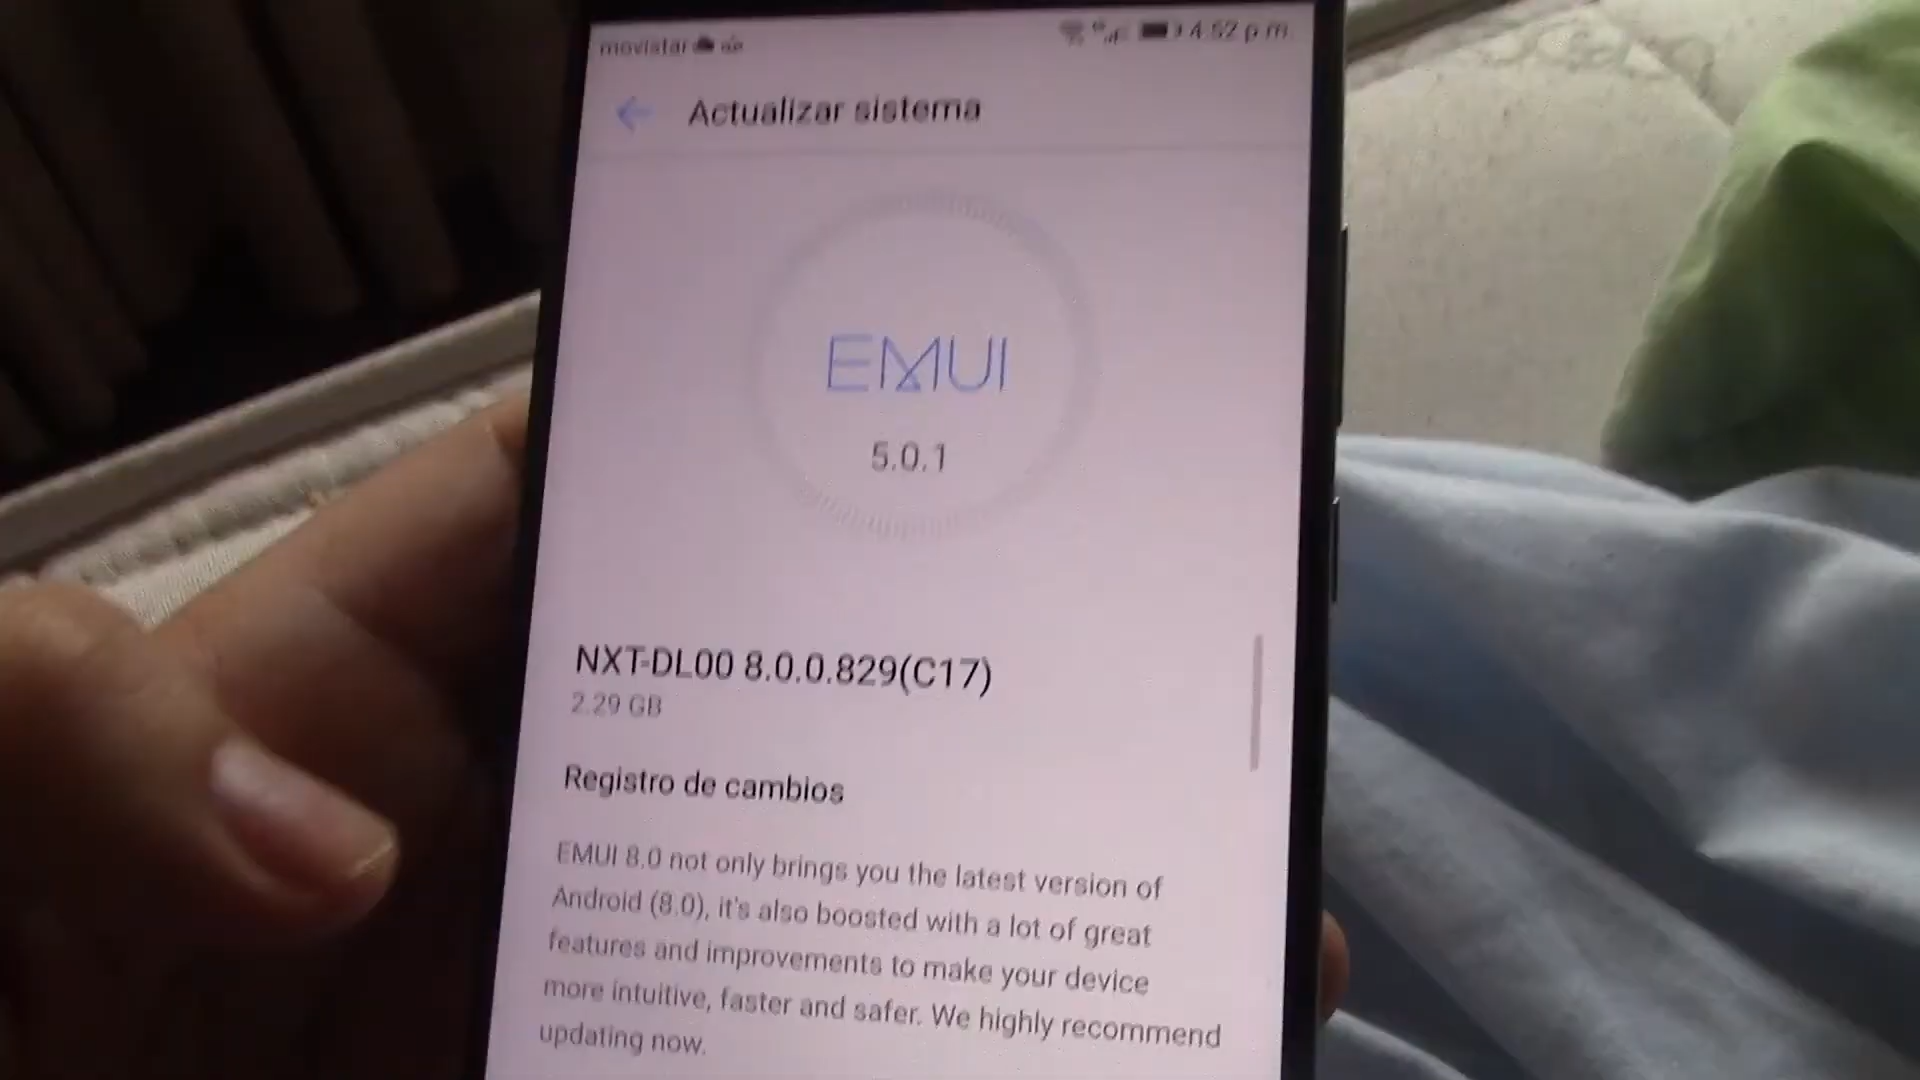 movistar 4:52 p.m.
Actualizar sistema
EMUI
5.0.1
NXT-DL00 8.0.0.829(C17)
2.29 GB
Registro de cambios
EMUI 8.0 not only brings you the latest version of
Android (8.0), it's also boosted with a lot of great
features and improvements to make your device
more intuitive, faster and safer. We highly recommend
updating now.